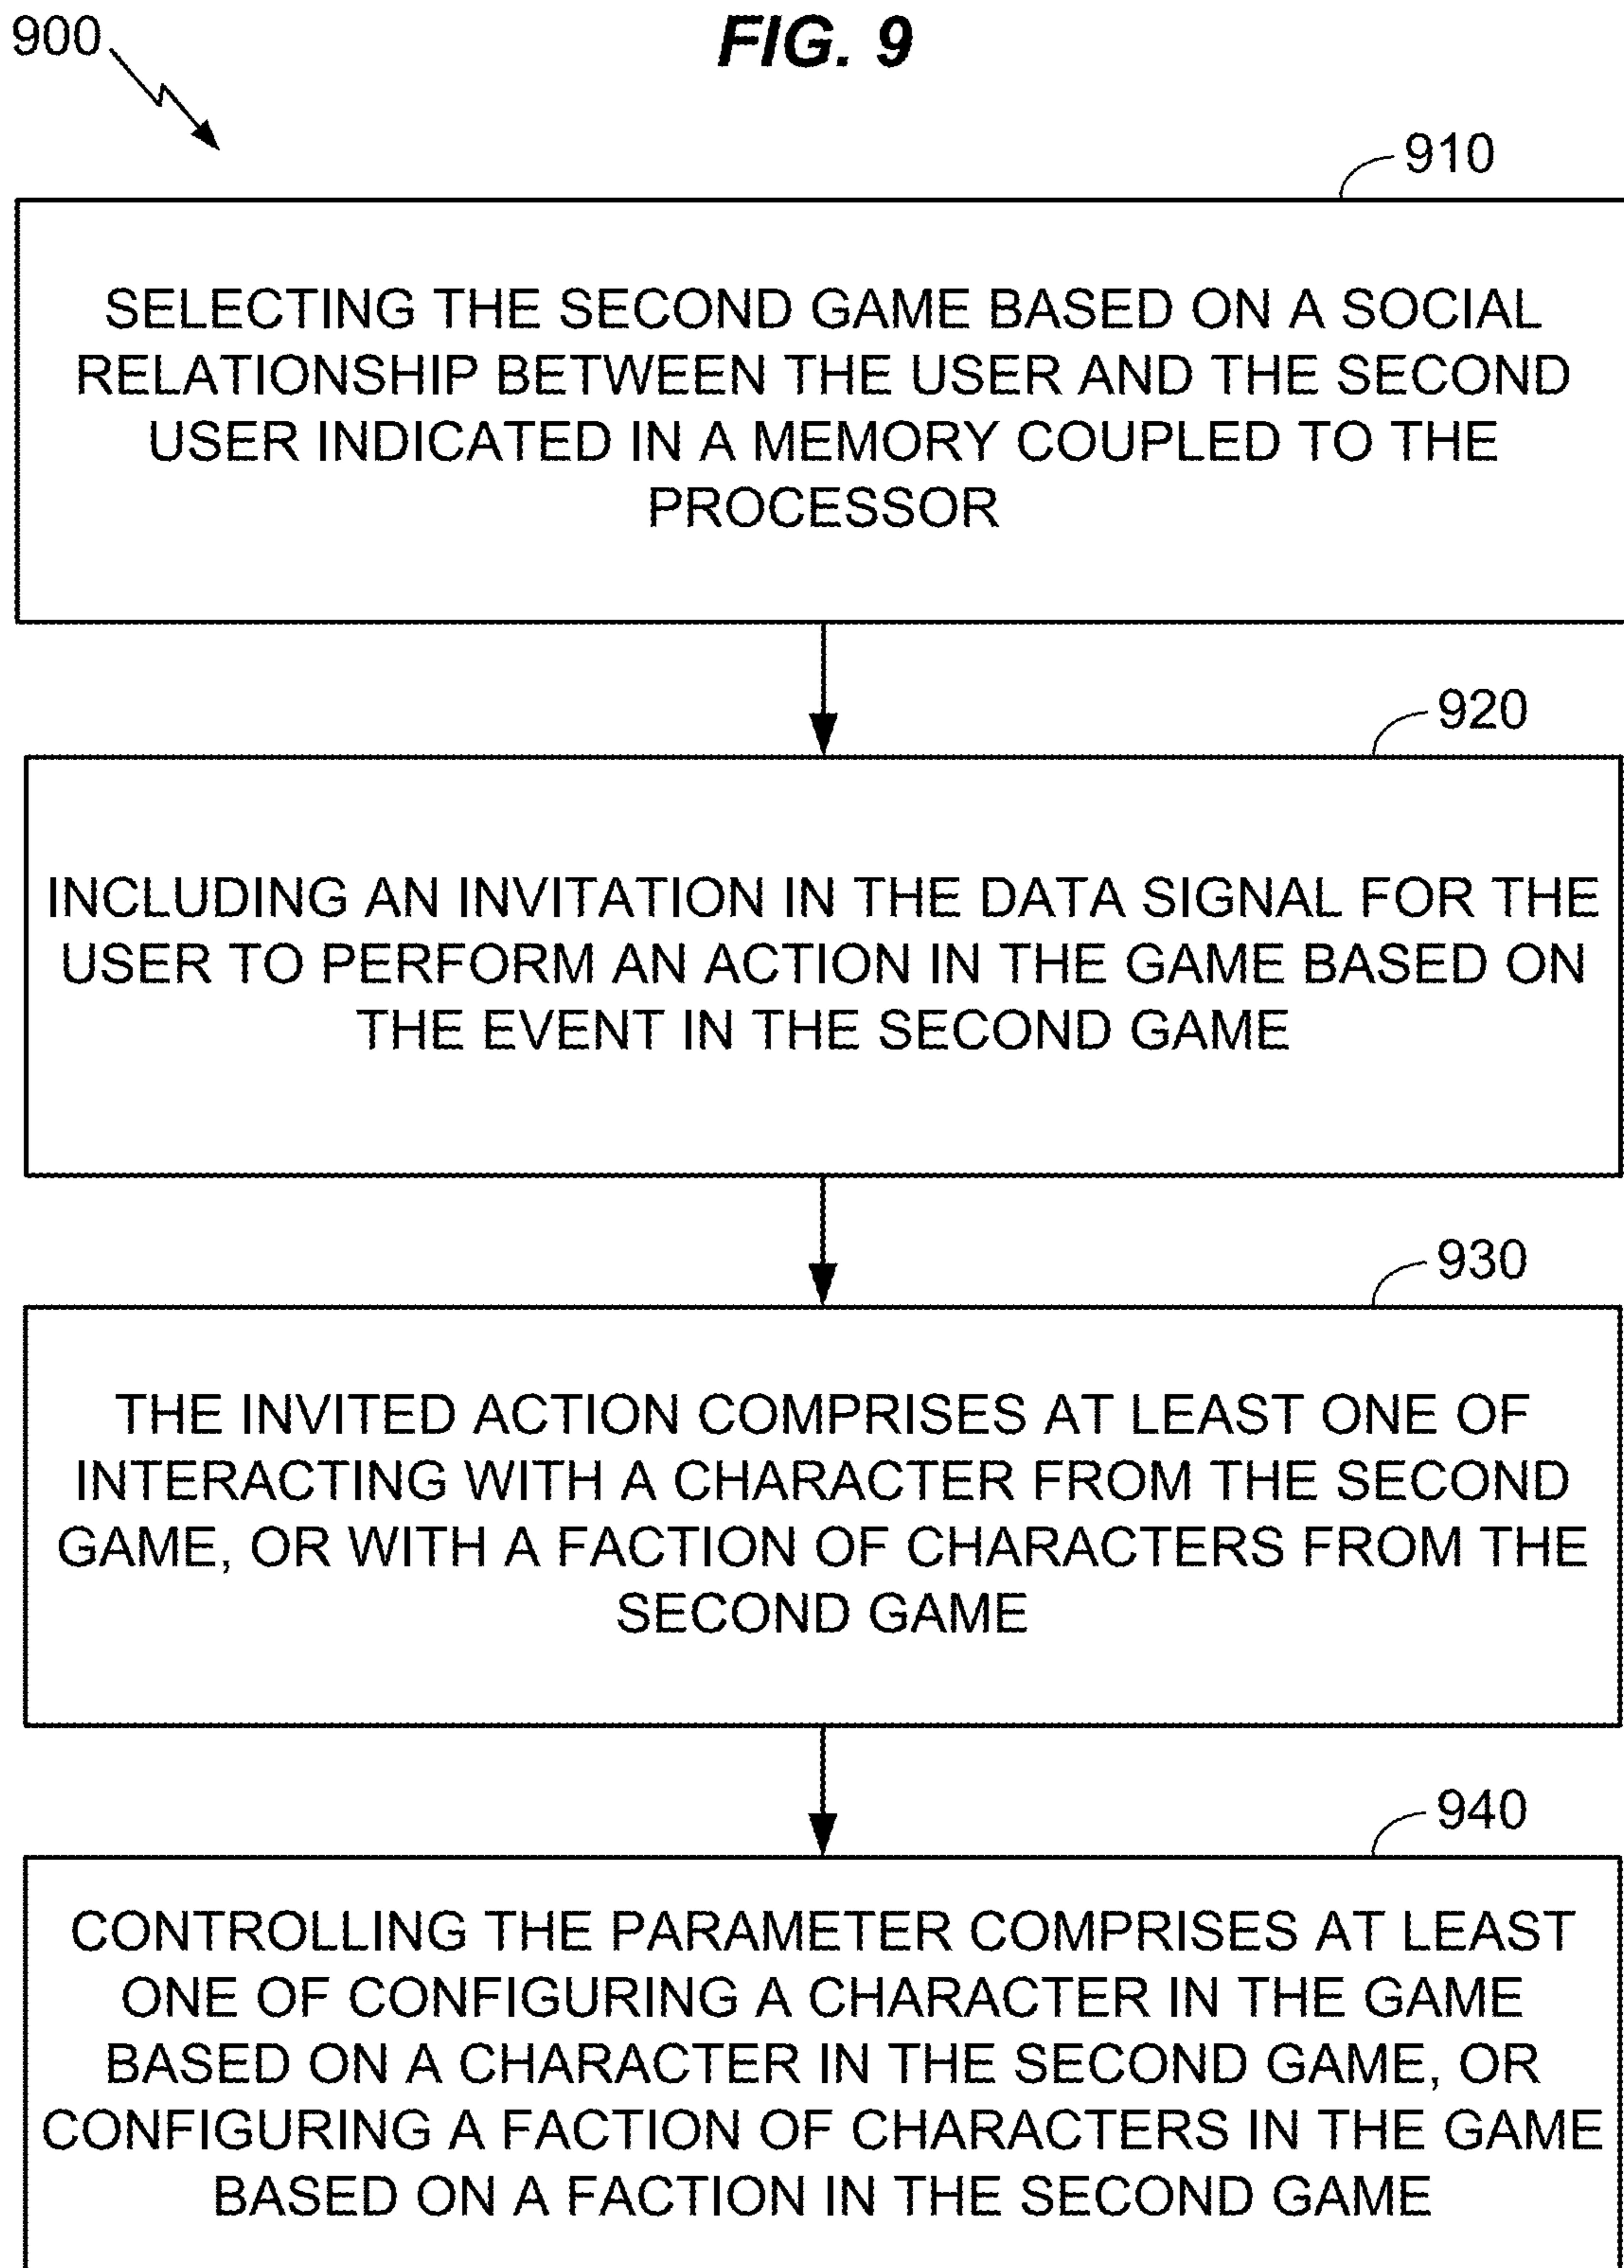 900
FIG. 9
910
SELECTING THE SECOND GAME BASED ON A SOCIAL
RELATIONSHIP BETWEEN THE USER AND THE SECOND
USER INDICATED IN A MEMORY COUPLED TO THE
PROCESSOR
920
INCLUDING AN INVITATION IN THE DATA SIGNAL FOR THE
USER TO PERFORM AN ACTION IN THE GAME BASED ON
THE EVENT IN THE SECOND GAME
930
THE INVITED ACTION COMPRISES AT LEAST ONE OF
INTERACTING WITH A CHARACTER FROM THE SECOND
GAME, OR WITH A FACTION OF CHARACTERS FROM THE
SECOND GAME
940
CONTROLLING THE PARAMETER COMPRISES AT LEAST
ONE OF CONFIGURING A CHARACTER IN THE GAME
BASED ON A CHARACTER IN THE SECOND GAME, OR
CONFIGURING A FACTION OF CHARACTERS IN THE GAME
BASED ON A FACTION IN THE SECOND GAME